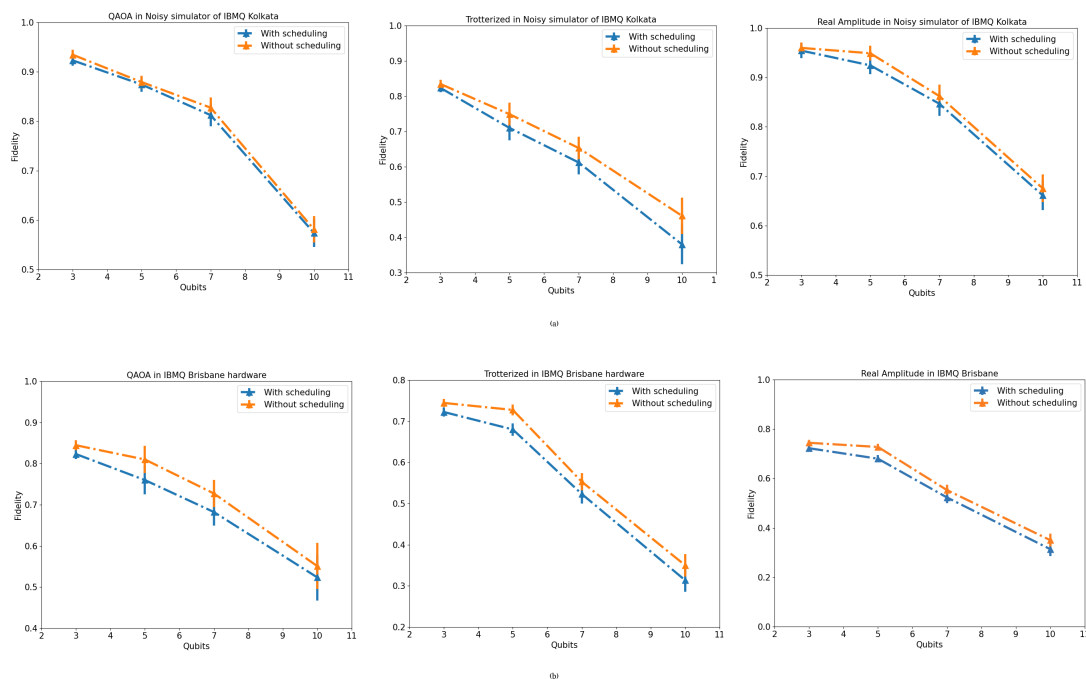 QAOA in Noisy simulator of IBMQ Kolkata
1.0
0.9
0.8
0.7
0.6
0.5
Fidelity
2 3 4 5 6 7 8 9 10 11
Qubits
With scheduling
Without scheduling
Trotterized in Noisy simulator of IBMQ Kolkata
1.0
0.9
0.8
0.7
0.6
0.5
0.4
0.3
Fidelity
2 3 4 5 6 7 8 9 10 1
Qubits
With scheduling
Without scheduling
Real Amplitude in Noisy simulator of IBMQ Kolkata
1.0
0.9
0.8
0.7
0.6
0.5
Fidelity
2 3 4 5 6 7 8 9 10 11
Qubits
With scheduling
Without scheduling
(a)
QAOA in IBMQ Brisbane hardware
1.0
0.9
0.8
0.7
0.6
0.5
0.4
Fidelity
2 3 4 5 6 7 8 9 10 11
Qubits
With scheduling
Without scheduling
Trotterized in IBMQ Brisbane hardware
0.8
0.7
0.6
0.5
0.4
0.3
0.2
Fidelity
2 3 4 5 6 7 8 9 10 11
Qubits
With scheduling
Without scheduling
Real Amplitude in IBMQ Brisbane
1.0
0.8
0.6
0.4
0.2
0.0
Fidelity
2 3 4 5 6 7 8 9 10 11
Qubits
With scheduling
Without scheduling
(b)